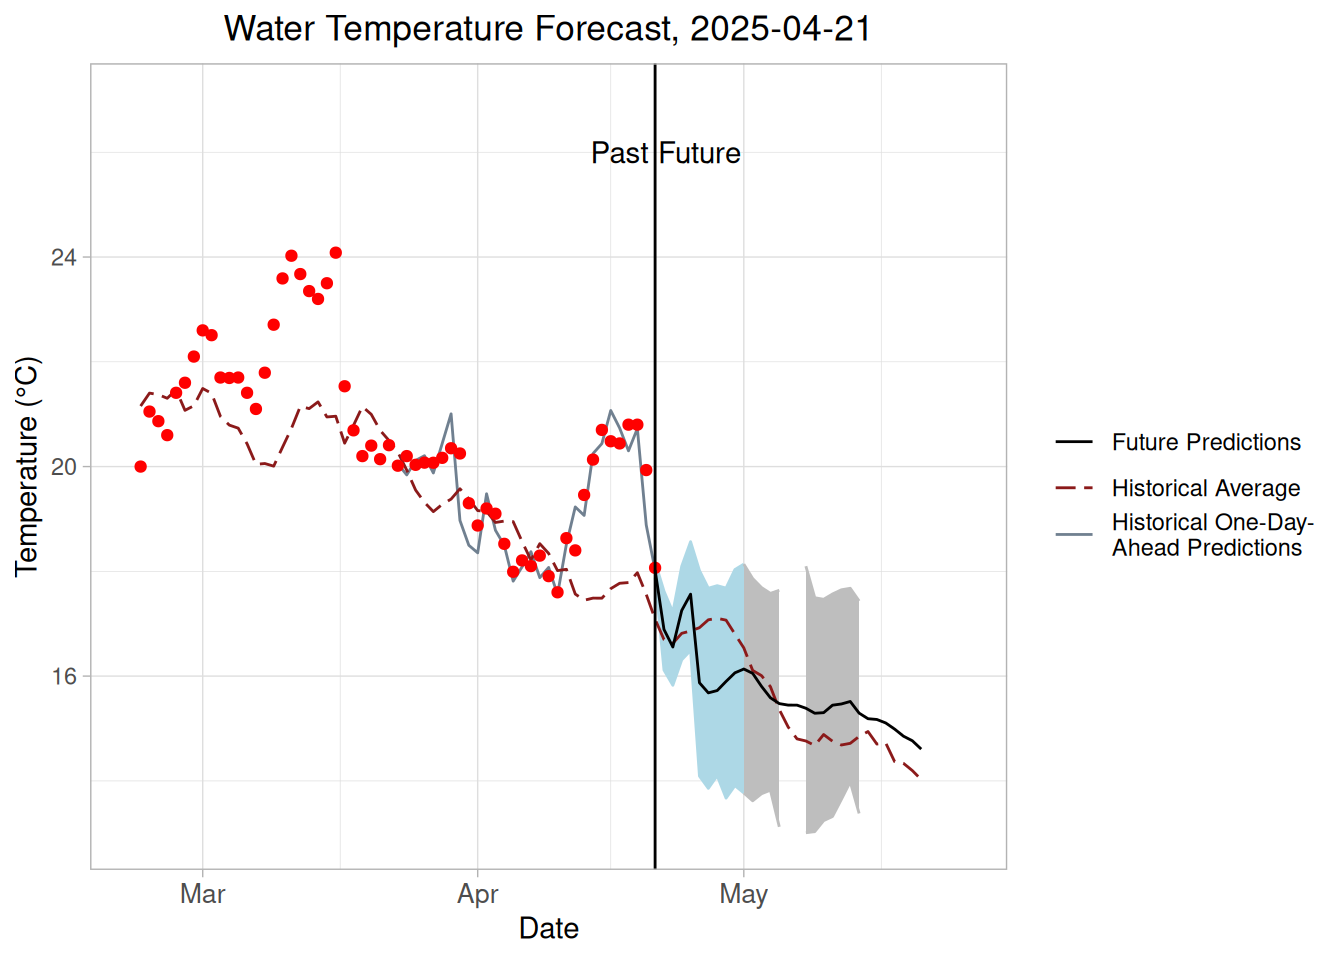 Water Temperature Forecast, 2025-04-21
Past Future
24
20
16
Temperature (°C)
Mar Apr May
Date
Future Predictions
Historical Average
Historical One-Day-
Ahead Predictions